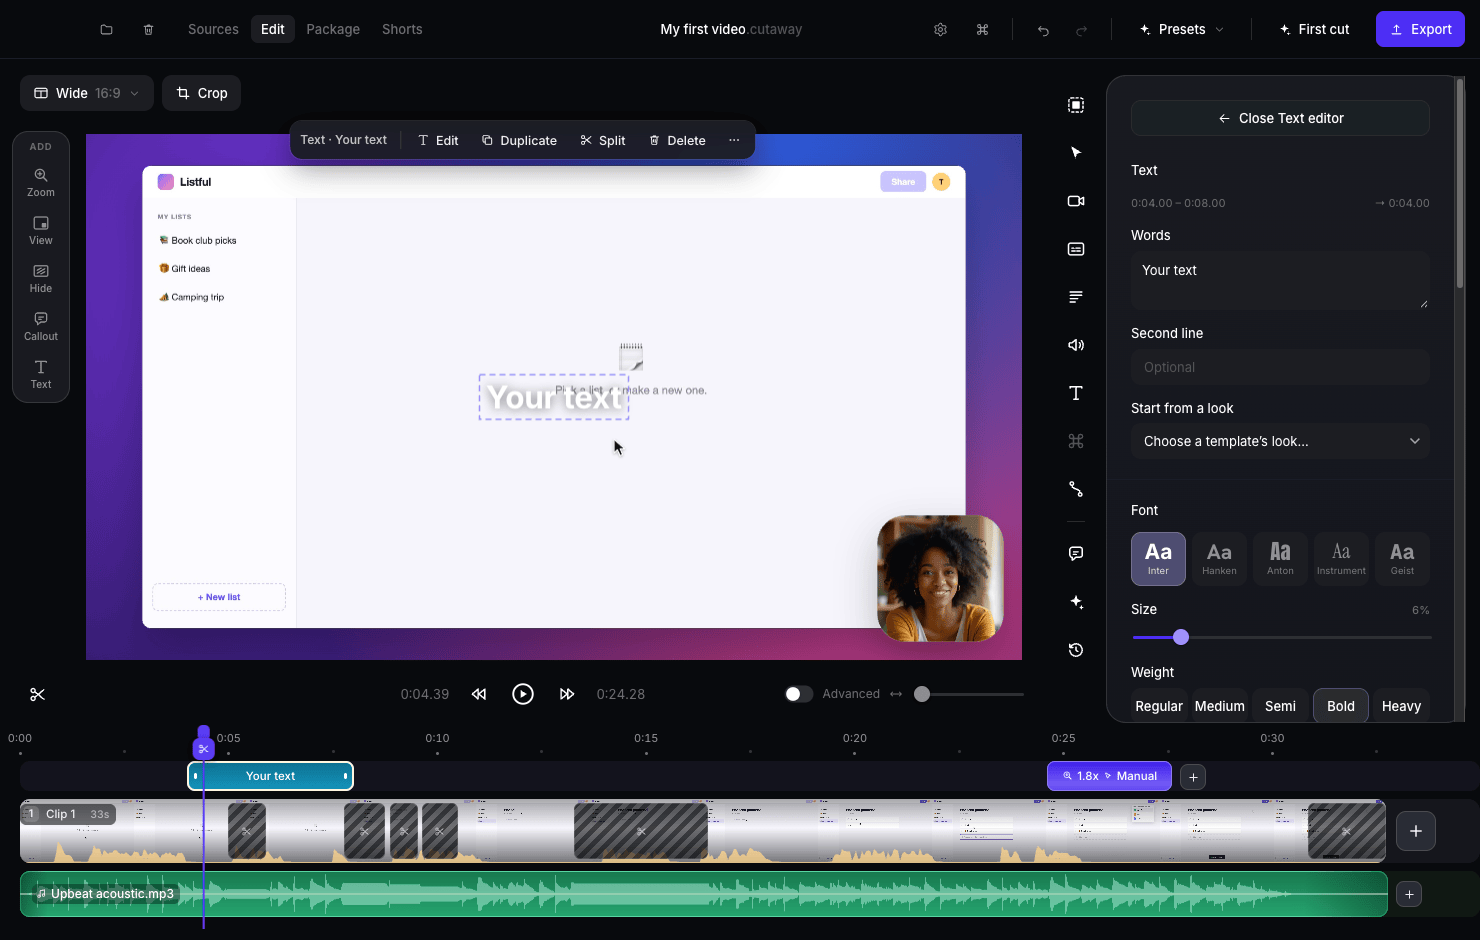 Sources
Edit
Package
Shorts
My first video.cutaway
Presets
First cut
Export
Wide 16:9
Crop
ADD
Zoom
View
Hide
Callout
Text
Text · Your text
Edit
Duplicate
Split
Delete
Listful
Share
T
MY LISTS
Book club picks
Gift ideas
Camping trip
+ New list
Your text
Close Text editor
Text
0:04.00 – 0:08.00
→ 0:04.00
Words
Your text
Second line
Optional
Start from a look
Choose a template's look...
Font
Aa Aa Aa Aa Aa
Inter Hanken Anton Instrument Geist
Size
6%
Weight
Regular Medium Semi Bold Heavy
0:04.39
0:24.28
Advanced
0:00 0:05 0:10 0:15 0:20 0:25 0:30
Your text
1.8x Manual
1 Clip 1 33s
Upbeat acoustic.mp3